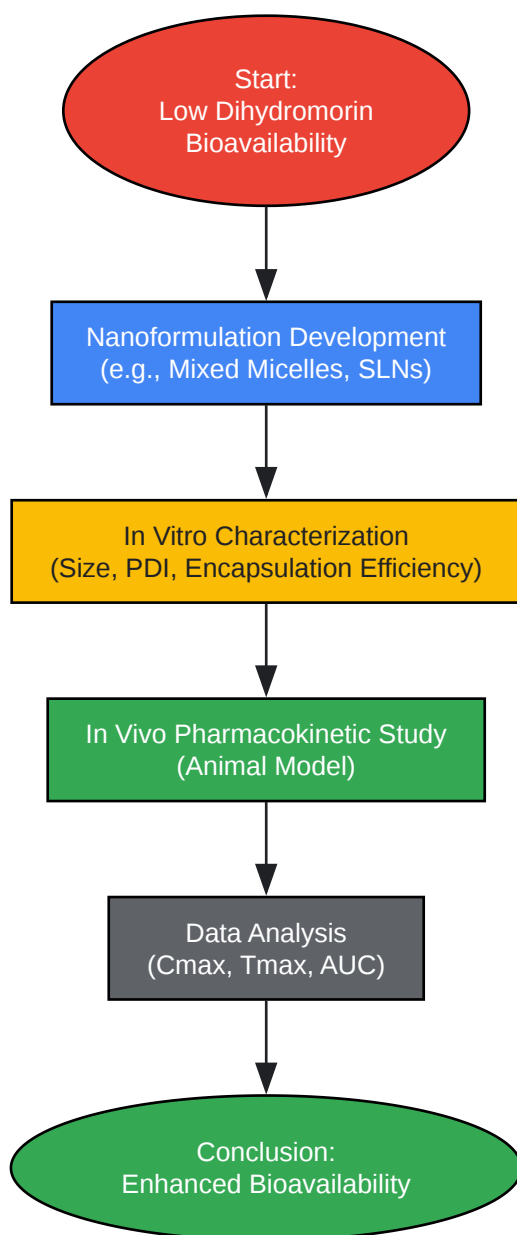 Start:
Low Dihydromorin
Bioavailability
Nanoformulation Development
(e.g., Mixed Micelles, SLNs)
In Vitro Characterization
(Size, PDI, Encapsulation Efficiency)
In Vivo Pharmacokinetic Study
(Animal Model)
Data Analysis
(Cmax, Tmax, AUC)
Conclusion:
Enhanced Bioavailability